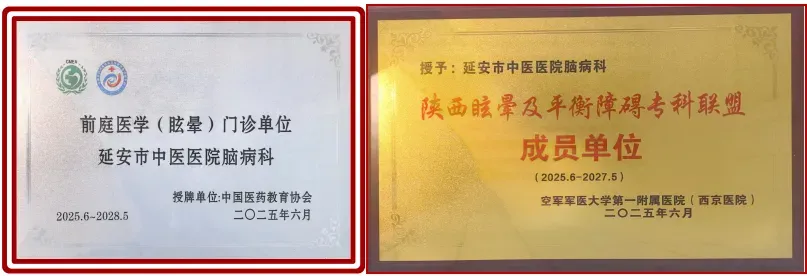 前庭医学（眩晕）门诊单位
延安市中医医院脑病科
授牌单位:中国医药教育协会
2025.6-2028.5
二〇二五年六月
授予：延安市中医医院脑病科
陕西眩晕及平衡障碍专科联盟
成员单位
(2025.6-2027.5)
空军军医大学第一附属医院（西京医院）
二〇二五年六月